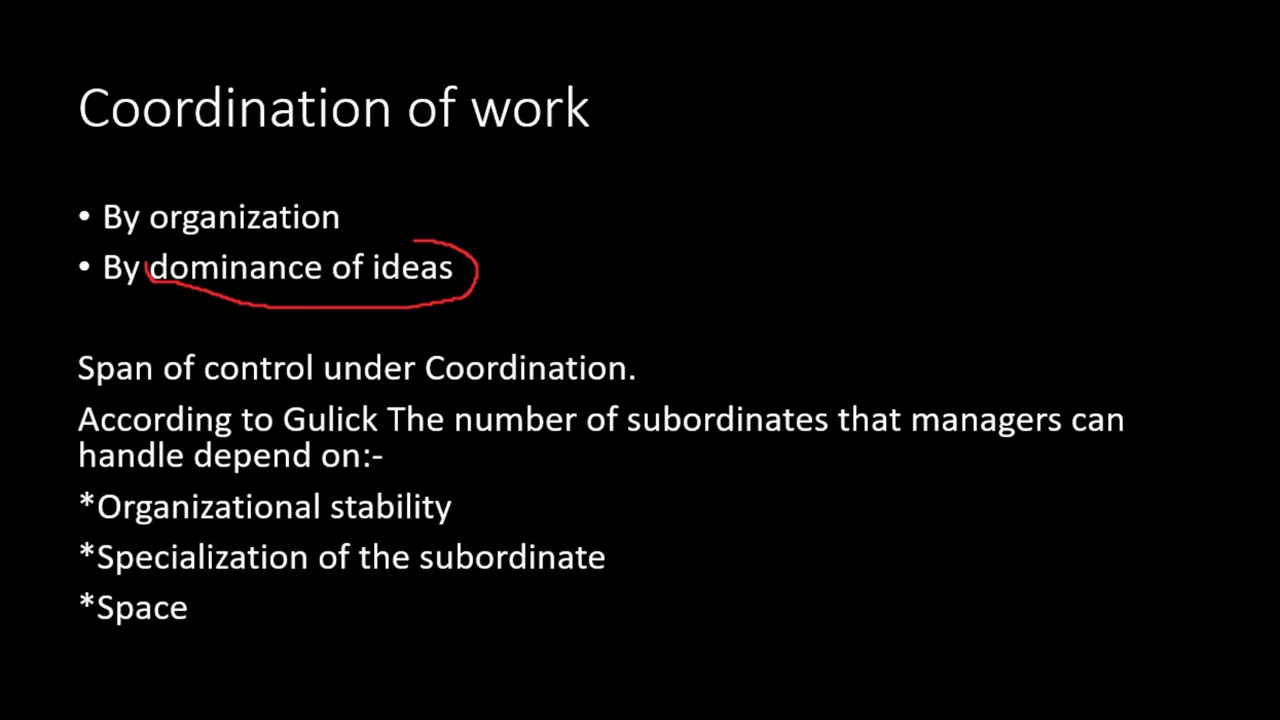 Coordination of work
• By organization
• By dominance of ideas
Span of control under Coordination.
According to Gulick The number of subordinates that managers can
handle depend on:-
*Organizational stability
*Specialization of the subordinate
*Space